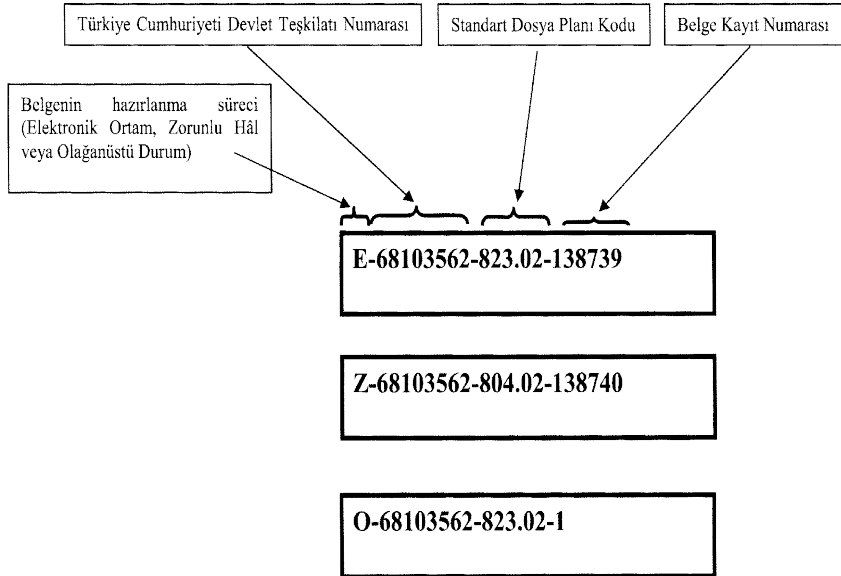 Türkiye Cumhuriyeti Devlet Teşkilatı Numarası
Standart Dosya Planı Kodu
Belge Kayıt Numarası
Belgenin hazırlanma süreci
(Elektronik Ortam, Zorunlu Hâl
veya Olağanüstü Durum)
E-68103562-823.02-138739
Z-68103562-804.02-138740
O-68103562-823.02-1